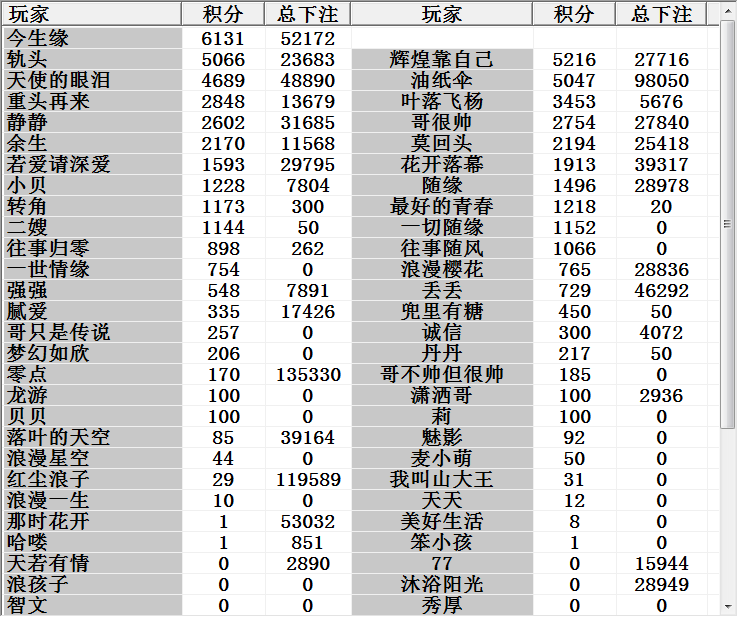 玩家 积分 总下注 玩家 积分 总下注
今生缘 6131 52172
轨头 5066 23683 辉煌靠自己 5216 27716
天使的眼泪 4689 48890 油纸伞 5047 98050
重头再来 2848 13679 叶落飞杨 3453 5676
静静 2602 31685 哥很帅 2754 27840
余生 2170 11568 莫回头 2194 25418
若爱请深爱 1593 29795 花开落幕 1913 39317
小贝 1228 7804 随缘 1496 28978
转角 1173 300 最好的青春 1218 20
二嫂 1144 50 一切随缘 1152 0
往事归零 898 262 往事随风 1066 0
一世情缘 754 0 浪漫樱花 765 28836
强强 548 7891 丢丢 729 46292
腻爱 335 17426 兜里有糖 450 50
哥只是传说 257 0 诚信 300 4072
梦幻如欣 206 0 丹丹 217 50
零点 170 135330 哥不帅但很帅 185 0
龙游 100 0 潇洒哥 100 2936
贝贝 100 0 莉 100 0
落叶的天空 85 39164 魅影 92 0
浪漫星空 44 0 麦小萌 50 0
红尘浪子 29 119589 我叫山大王 31 0
浪漫一生 10 0 天天 12 0
那时花开 1 53032 美好生活 8 0
哈喽 1 851 笨小孩 1 0
天若有情 0 2890 77 0 15944
浪孩子 0 0 沐浴阳光 0 28949
智文 0 0 秀厚 0 0